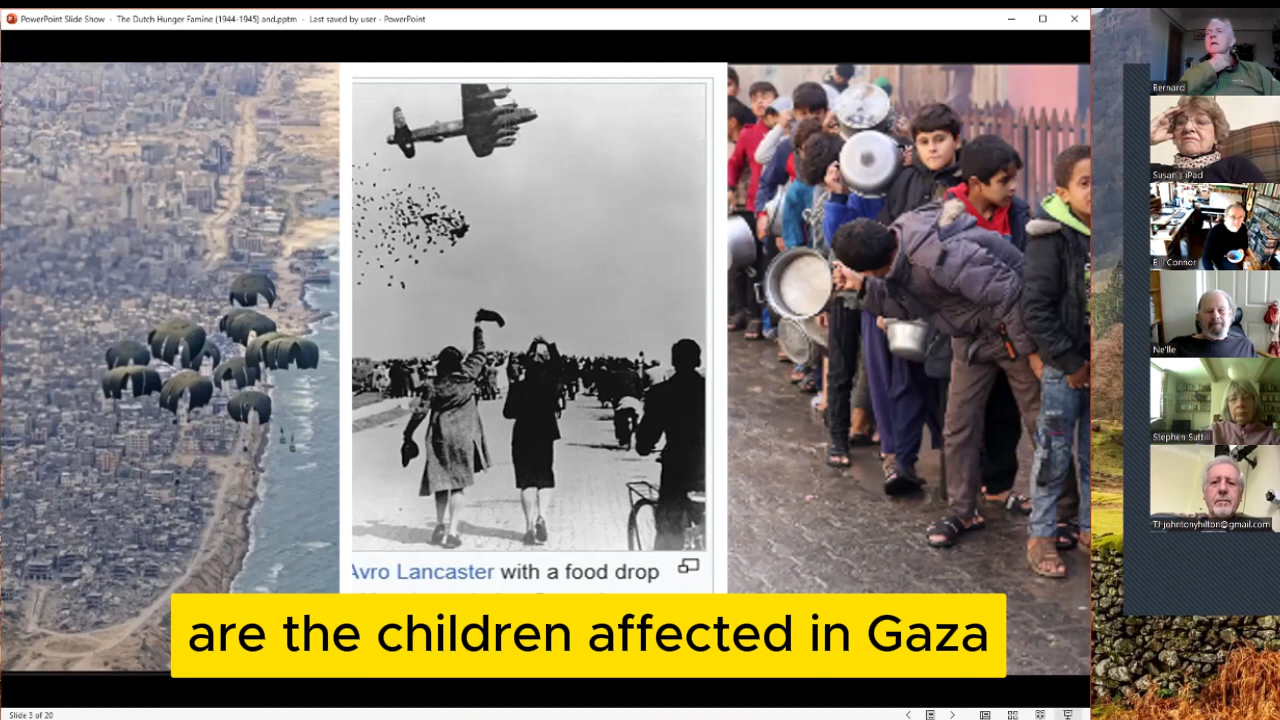 PowerPoint Slide Show - The Dutch Hunger Famine (1944-1945) and.pptm - Last saved by user - PowerPoint
Bernard
Susan's iPad
Bill Connor
Stephen Suttill
TJ-johntonyhilton@gmail.com
Avro Lancaster with a food drop
are the children affected in Gaza
Slide 3 of 20